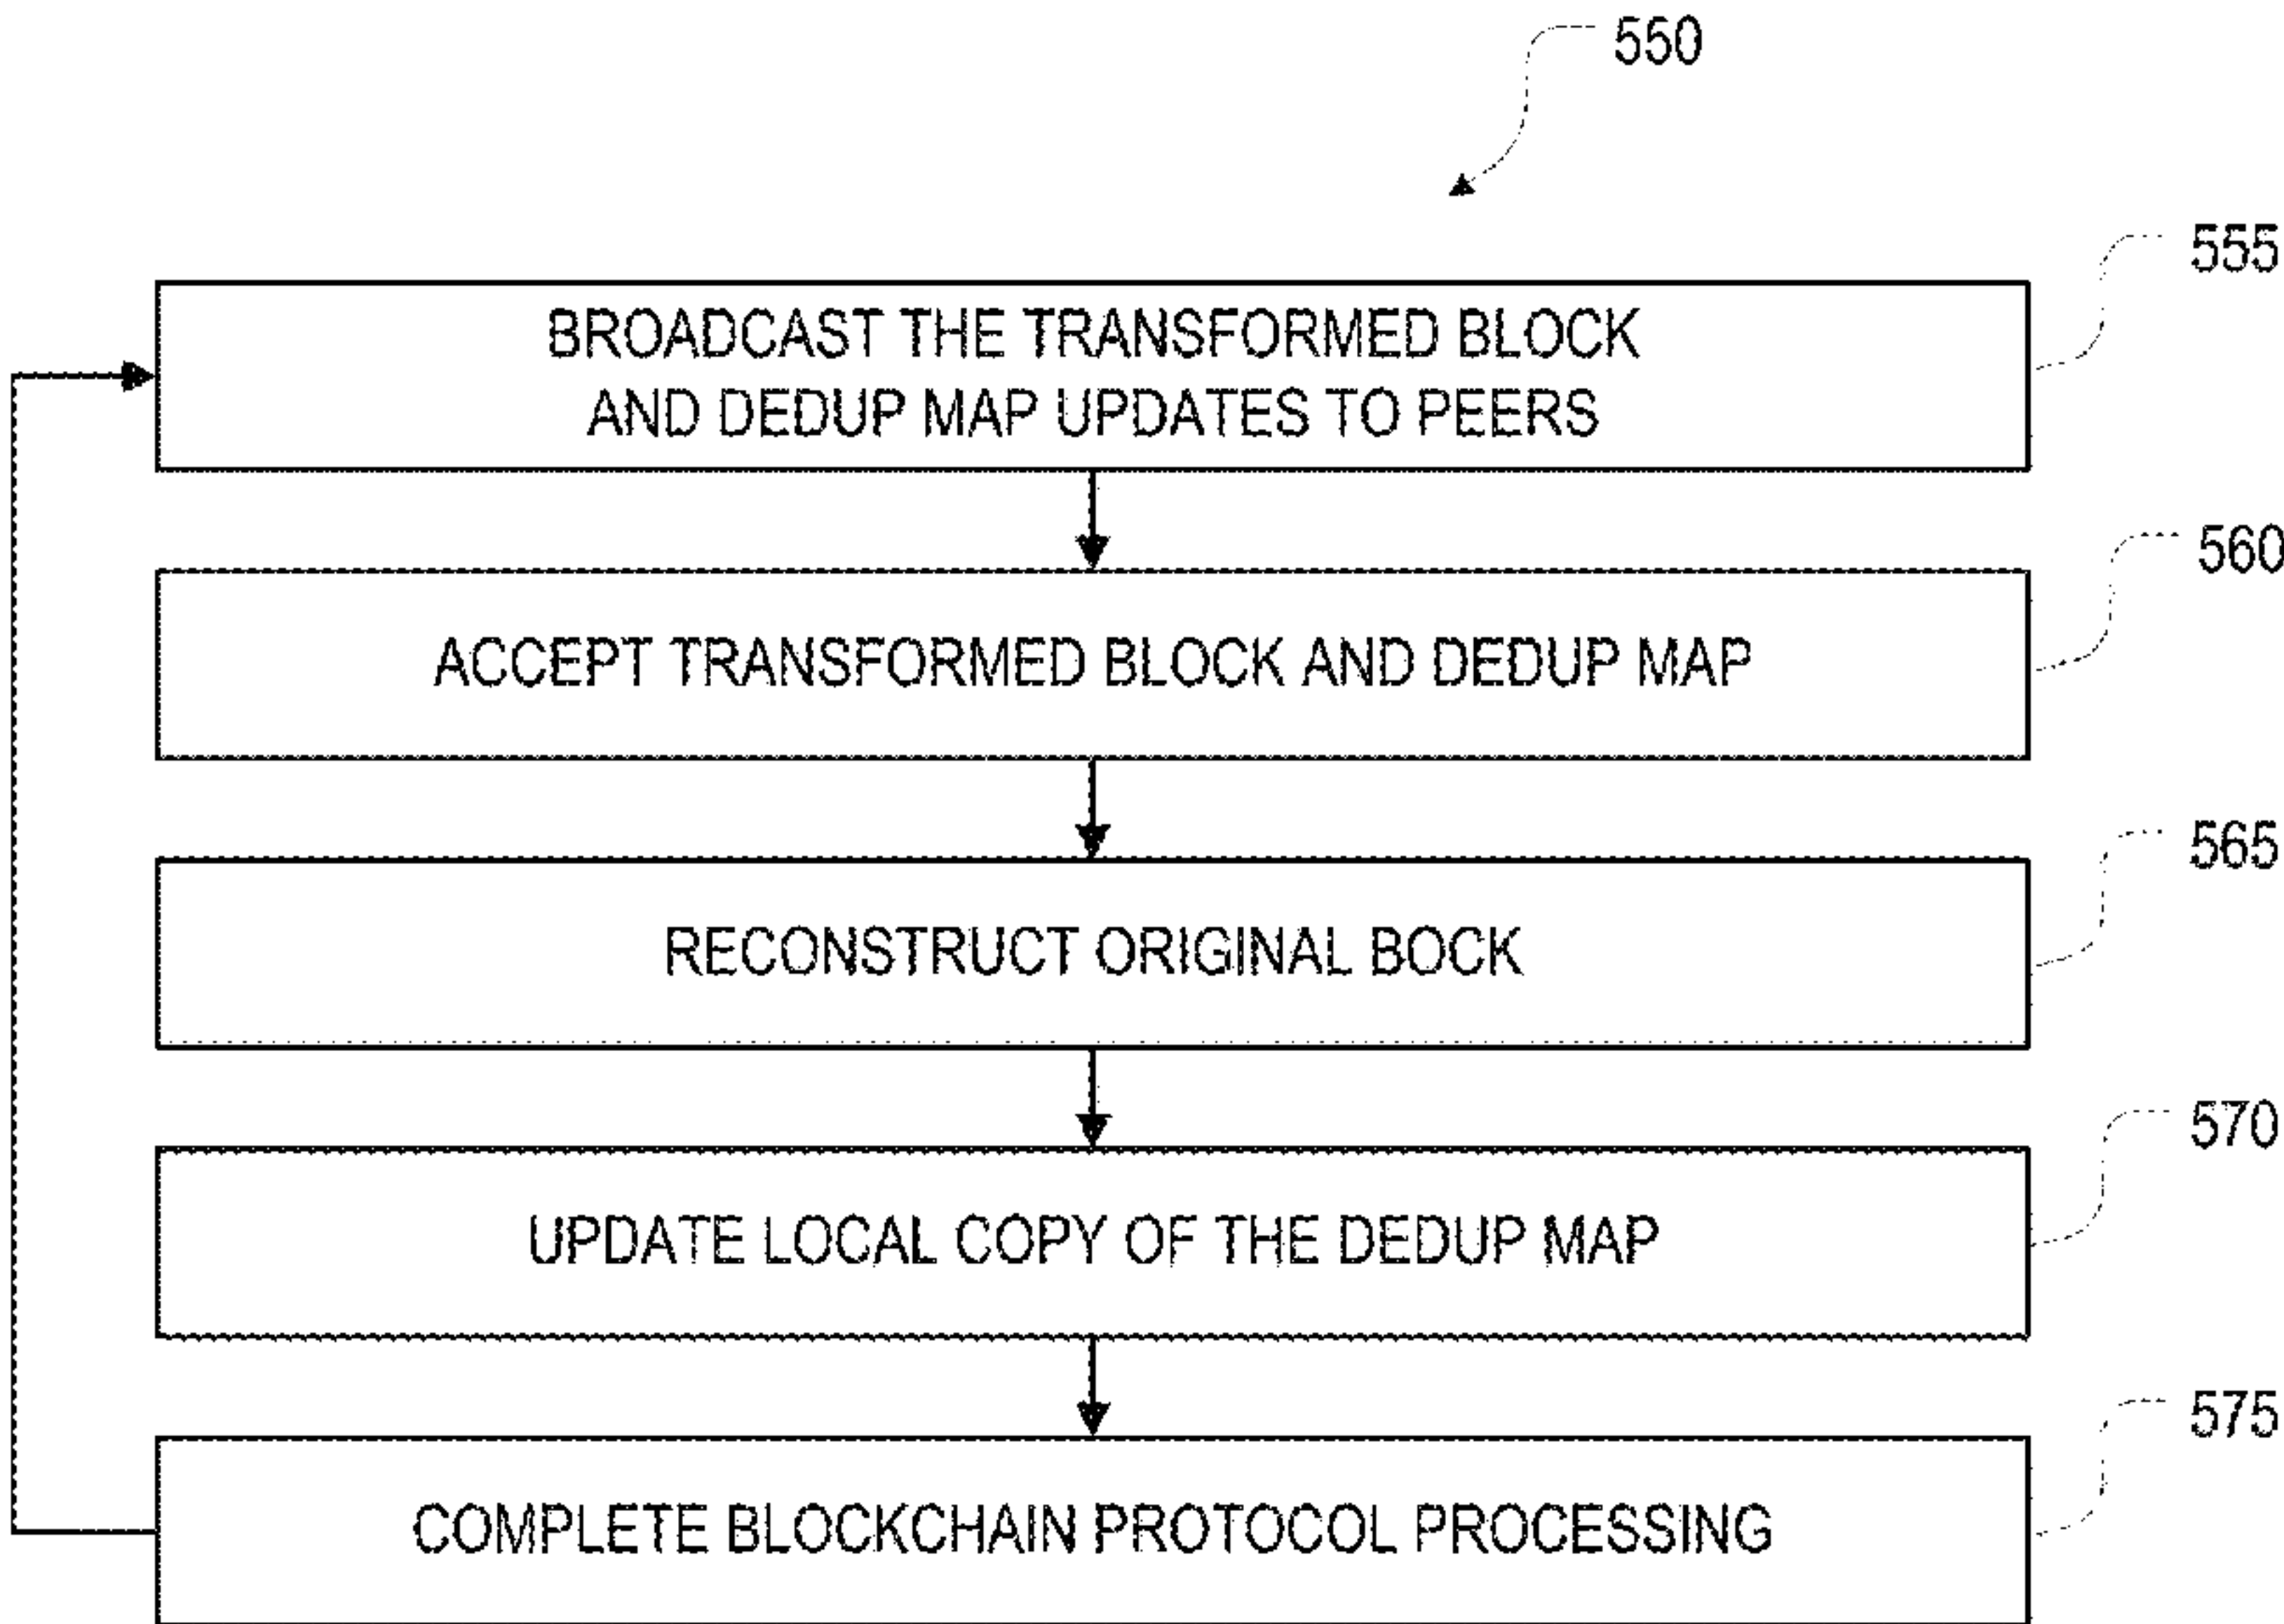 550
555
BROADCAST THE TRANSFORMED BLOCK
AND DEDUP MAP UPDATES TO PEERS
560
ACCEPT TRANSFORMED BLOCK AND DEDUP MAP
565
RECONSTRUCT ORIGINAL BOCK
570
UPDATE LOCAL COPY OF THE DEDUP MAP
575
COMPLETE BLOCKCHAIN PROTOCOL PROCESSING